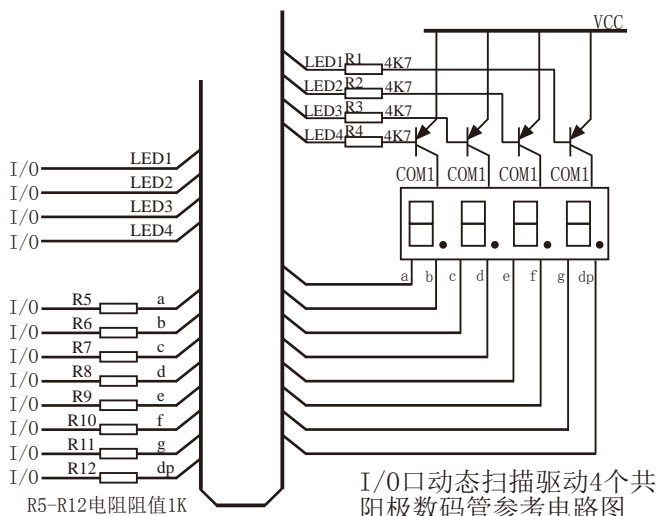 VCC
LED1 R1 4K7
LED2 R2 4K7
LED3 R3 4K7
LED4 R4 4K7
COM1 COM1 COM1 COM1
I/O LED1
I/O LED2
I/O LED3
I/O LED4
a b c d e f g dp
I/O R5 a
I/O R6 b
I/O R7 c
I/O R8 d
I/O R9 e
I/O R10 f
I/O R11 g
I/O R12 dp
R5-R12电阻阻值1K
I/O口动态扫描驱动4个共
阳极数码管参考电路图